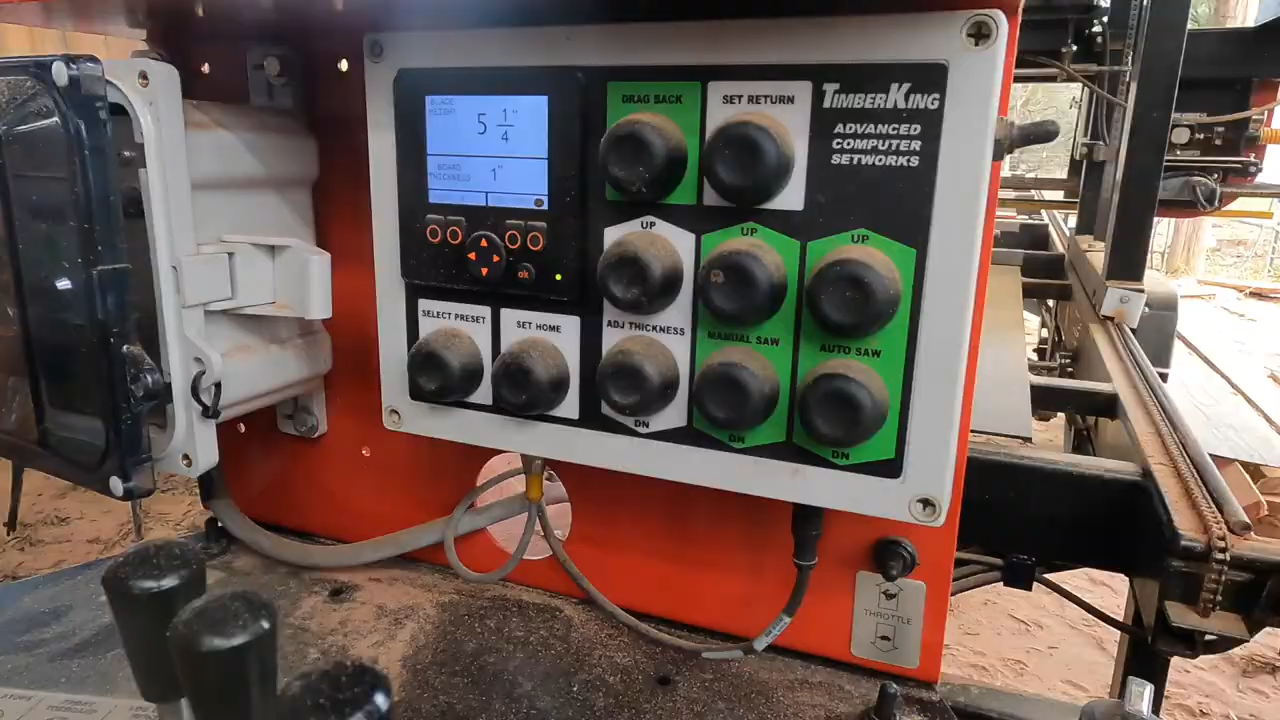 BLADE
HEIGHT
5 1/4"
BOARD
THICKNESS 1"
ok
DRAG BACK
SET RETURN
TIMBERKING
ADVANCED
COMPUTER
SETWORKS
UP
UP
UP
SELECT PRESET
SET HOME
ADJ THICKNESS
MANUAL SAW
AUTO SAW
DN
DN
DN
THROTTLE